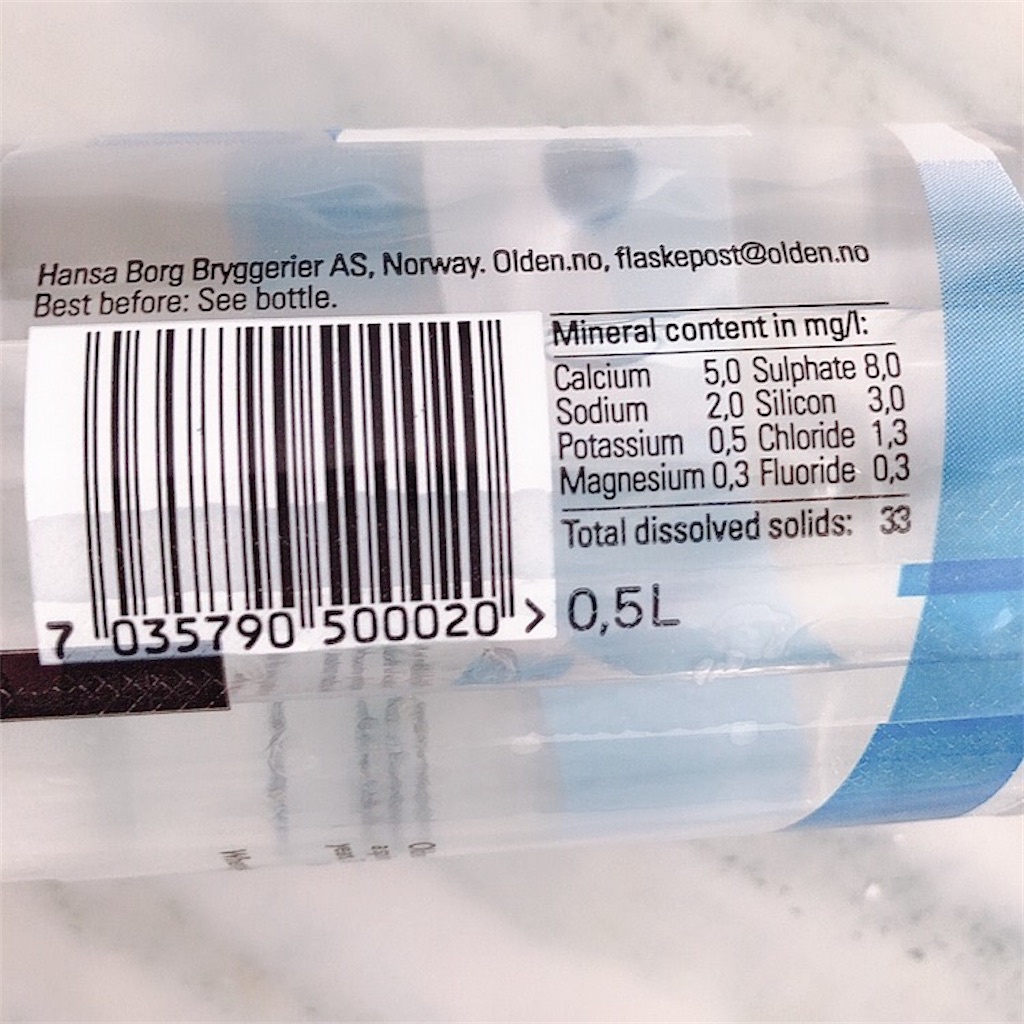 Hansa Borg Bryggerier AS, Norway. Olden.no, flaskepost@olden.no
Best before: See bottle.
Mineral content in mg/l:
Calcium 5,0 Sulphate 8,0
Sodium 2,0 Silicon 3,0
Potassium 0,5 Chloride 1,3
Magnesium 0,3 Fluoride 0,3
Total dissolved solids: 33
7 035790 500020 >
0,5L